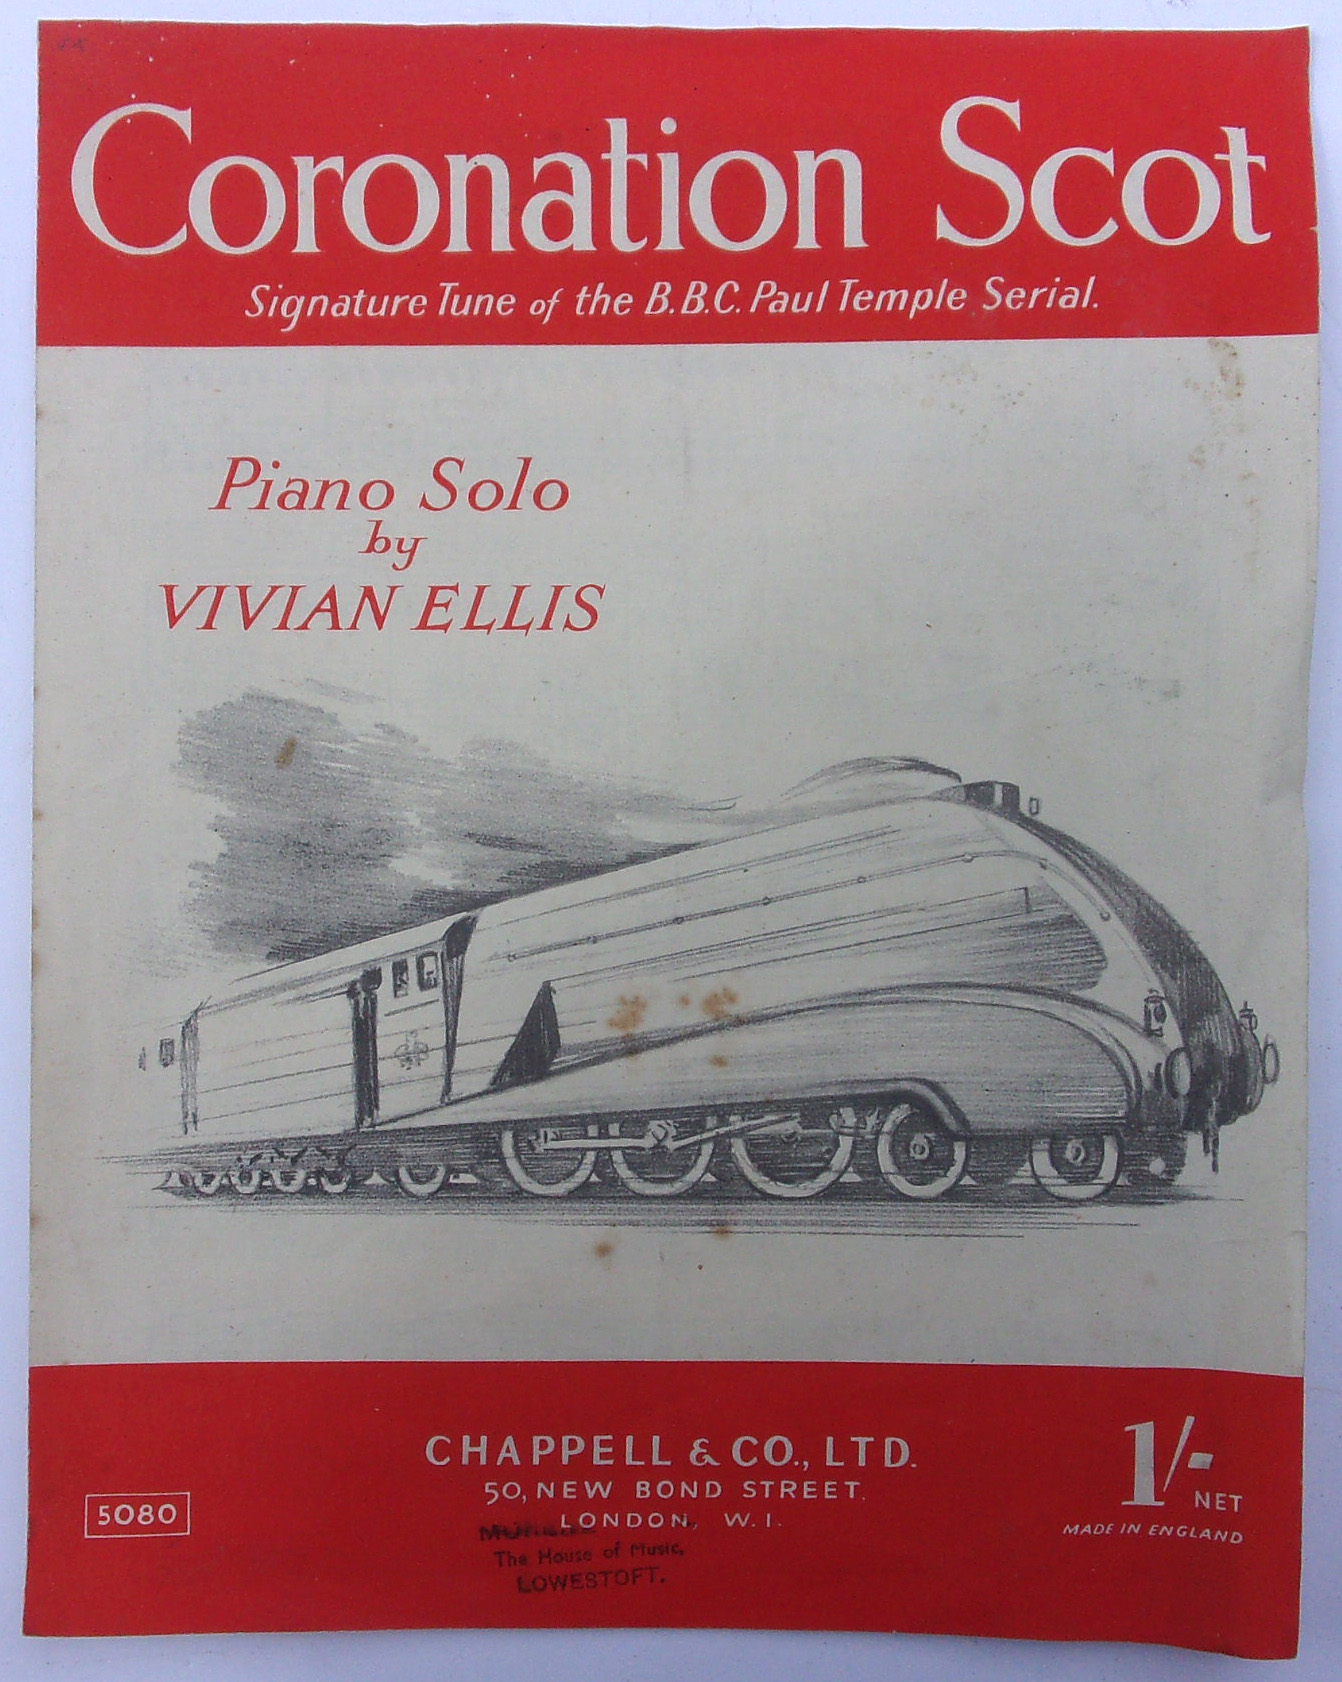 Coronation Scot
Signature Tune of the B.B.C. Paul Temple Serial.
Piano Solo
by
VIVIAN ELLIS
CHAPPELL & CO., LTD.
50, NEW BOND STREET.
LONDON, W.1.
The House of Music,
LOWESTOFT.
5080
1/-
NET
MADE IN ENGLAND